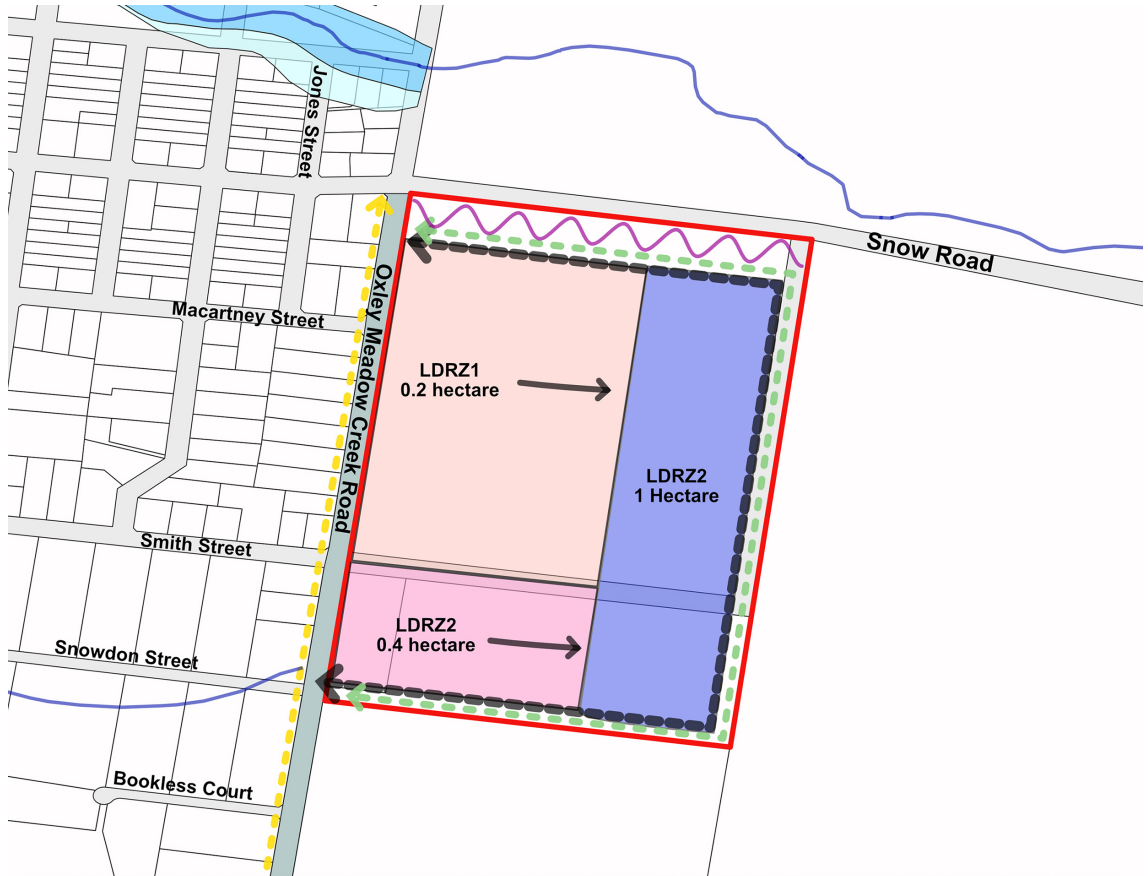 Jones Street
Snow Road
Oxley Meadow Creek Road
Macartney Street
LDRZ1
0.2 hectare
LDRZ2
1 Hectare
Smith Street
LDRZ2
0.4 hectare
Snowdon Street
Bookless Court